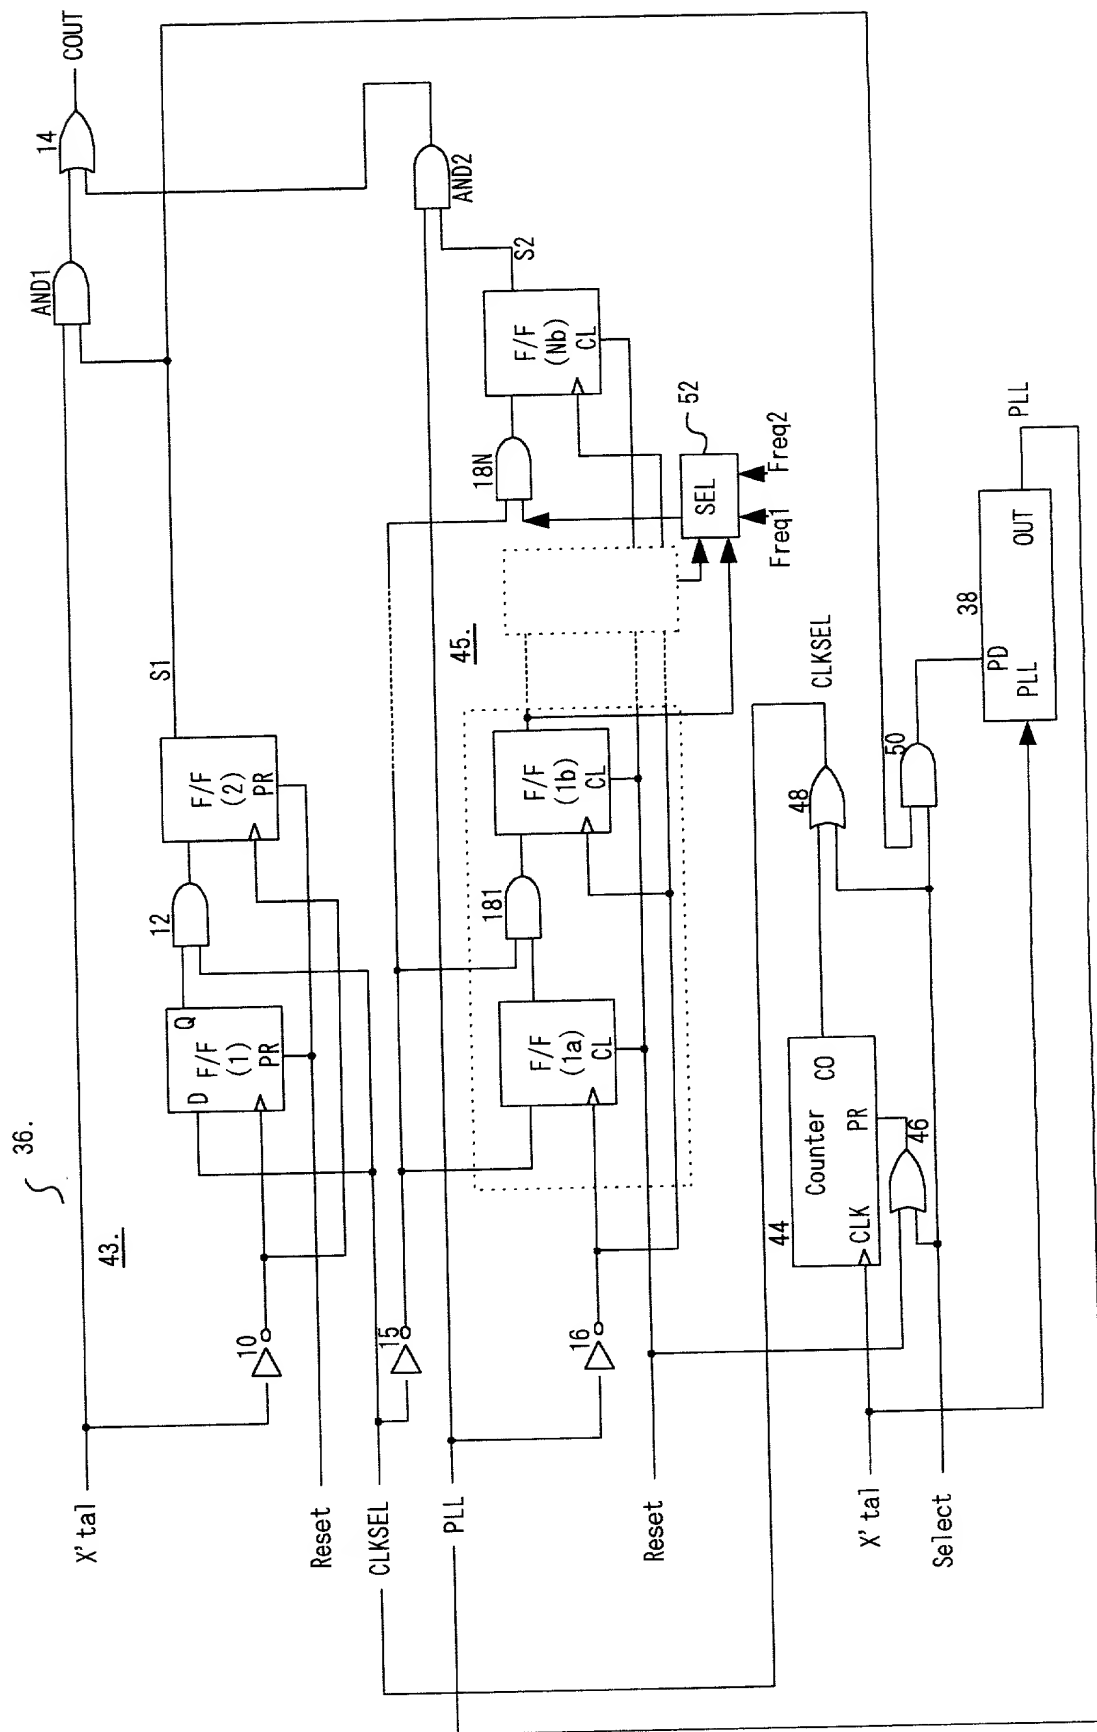 36.
43.
X'tal
10
Reset
D
Q
F/F
(1)
PR
12
F/F
(2)
PR
S1
AND1
14
COUT
CLKSEL
15
PLL
16
Reset
F/F
(1a)
CL
181
F/F
(1b)
CL
45.
18N
F/F
(Nb)
CL
S2
AND2
SEL
52
Freq1
Freq2
X'tal
Select
44
Counter
CLK
CO
PR
46
48
CLKSEL
50
38
PD
PLL
OUT
PLL